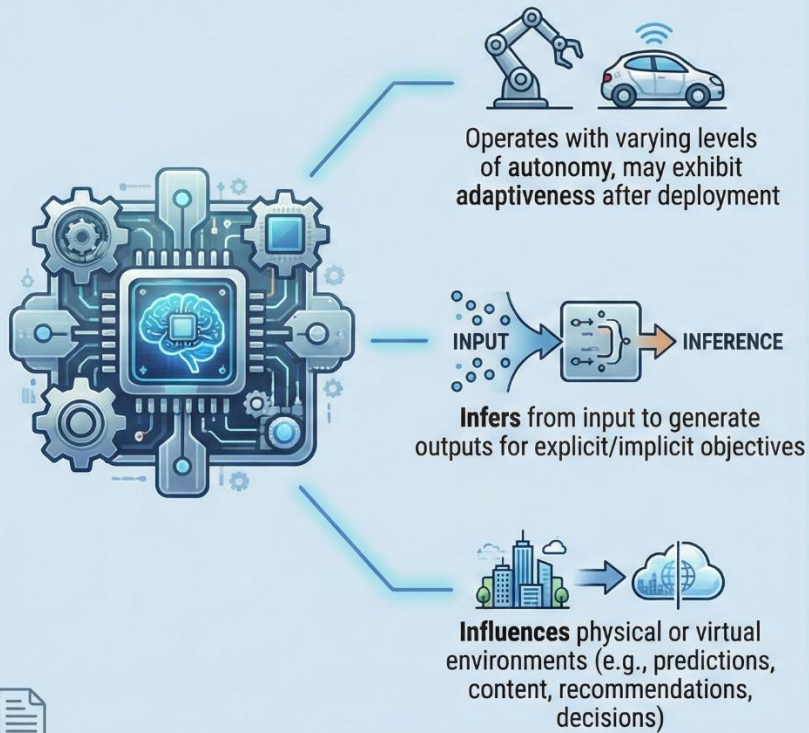 Operates with varying levels
of autonomy, may exhibit
adaptiveness after deployment
INPUT
INFERENCE
Infers from input to generate
outputs for explicit/implicit objectives
Influences physical or virtual
environments (e.g., predictions,
content, recommendations,
decisions)